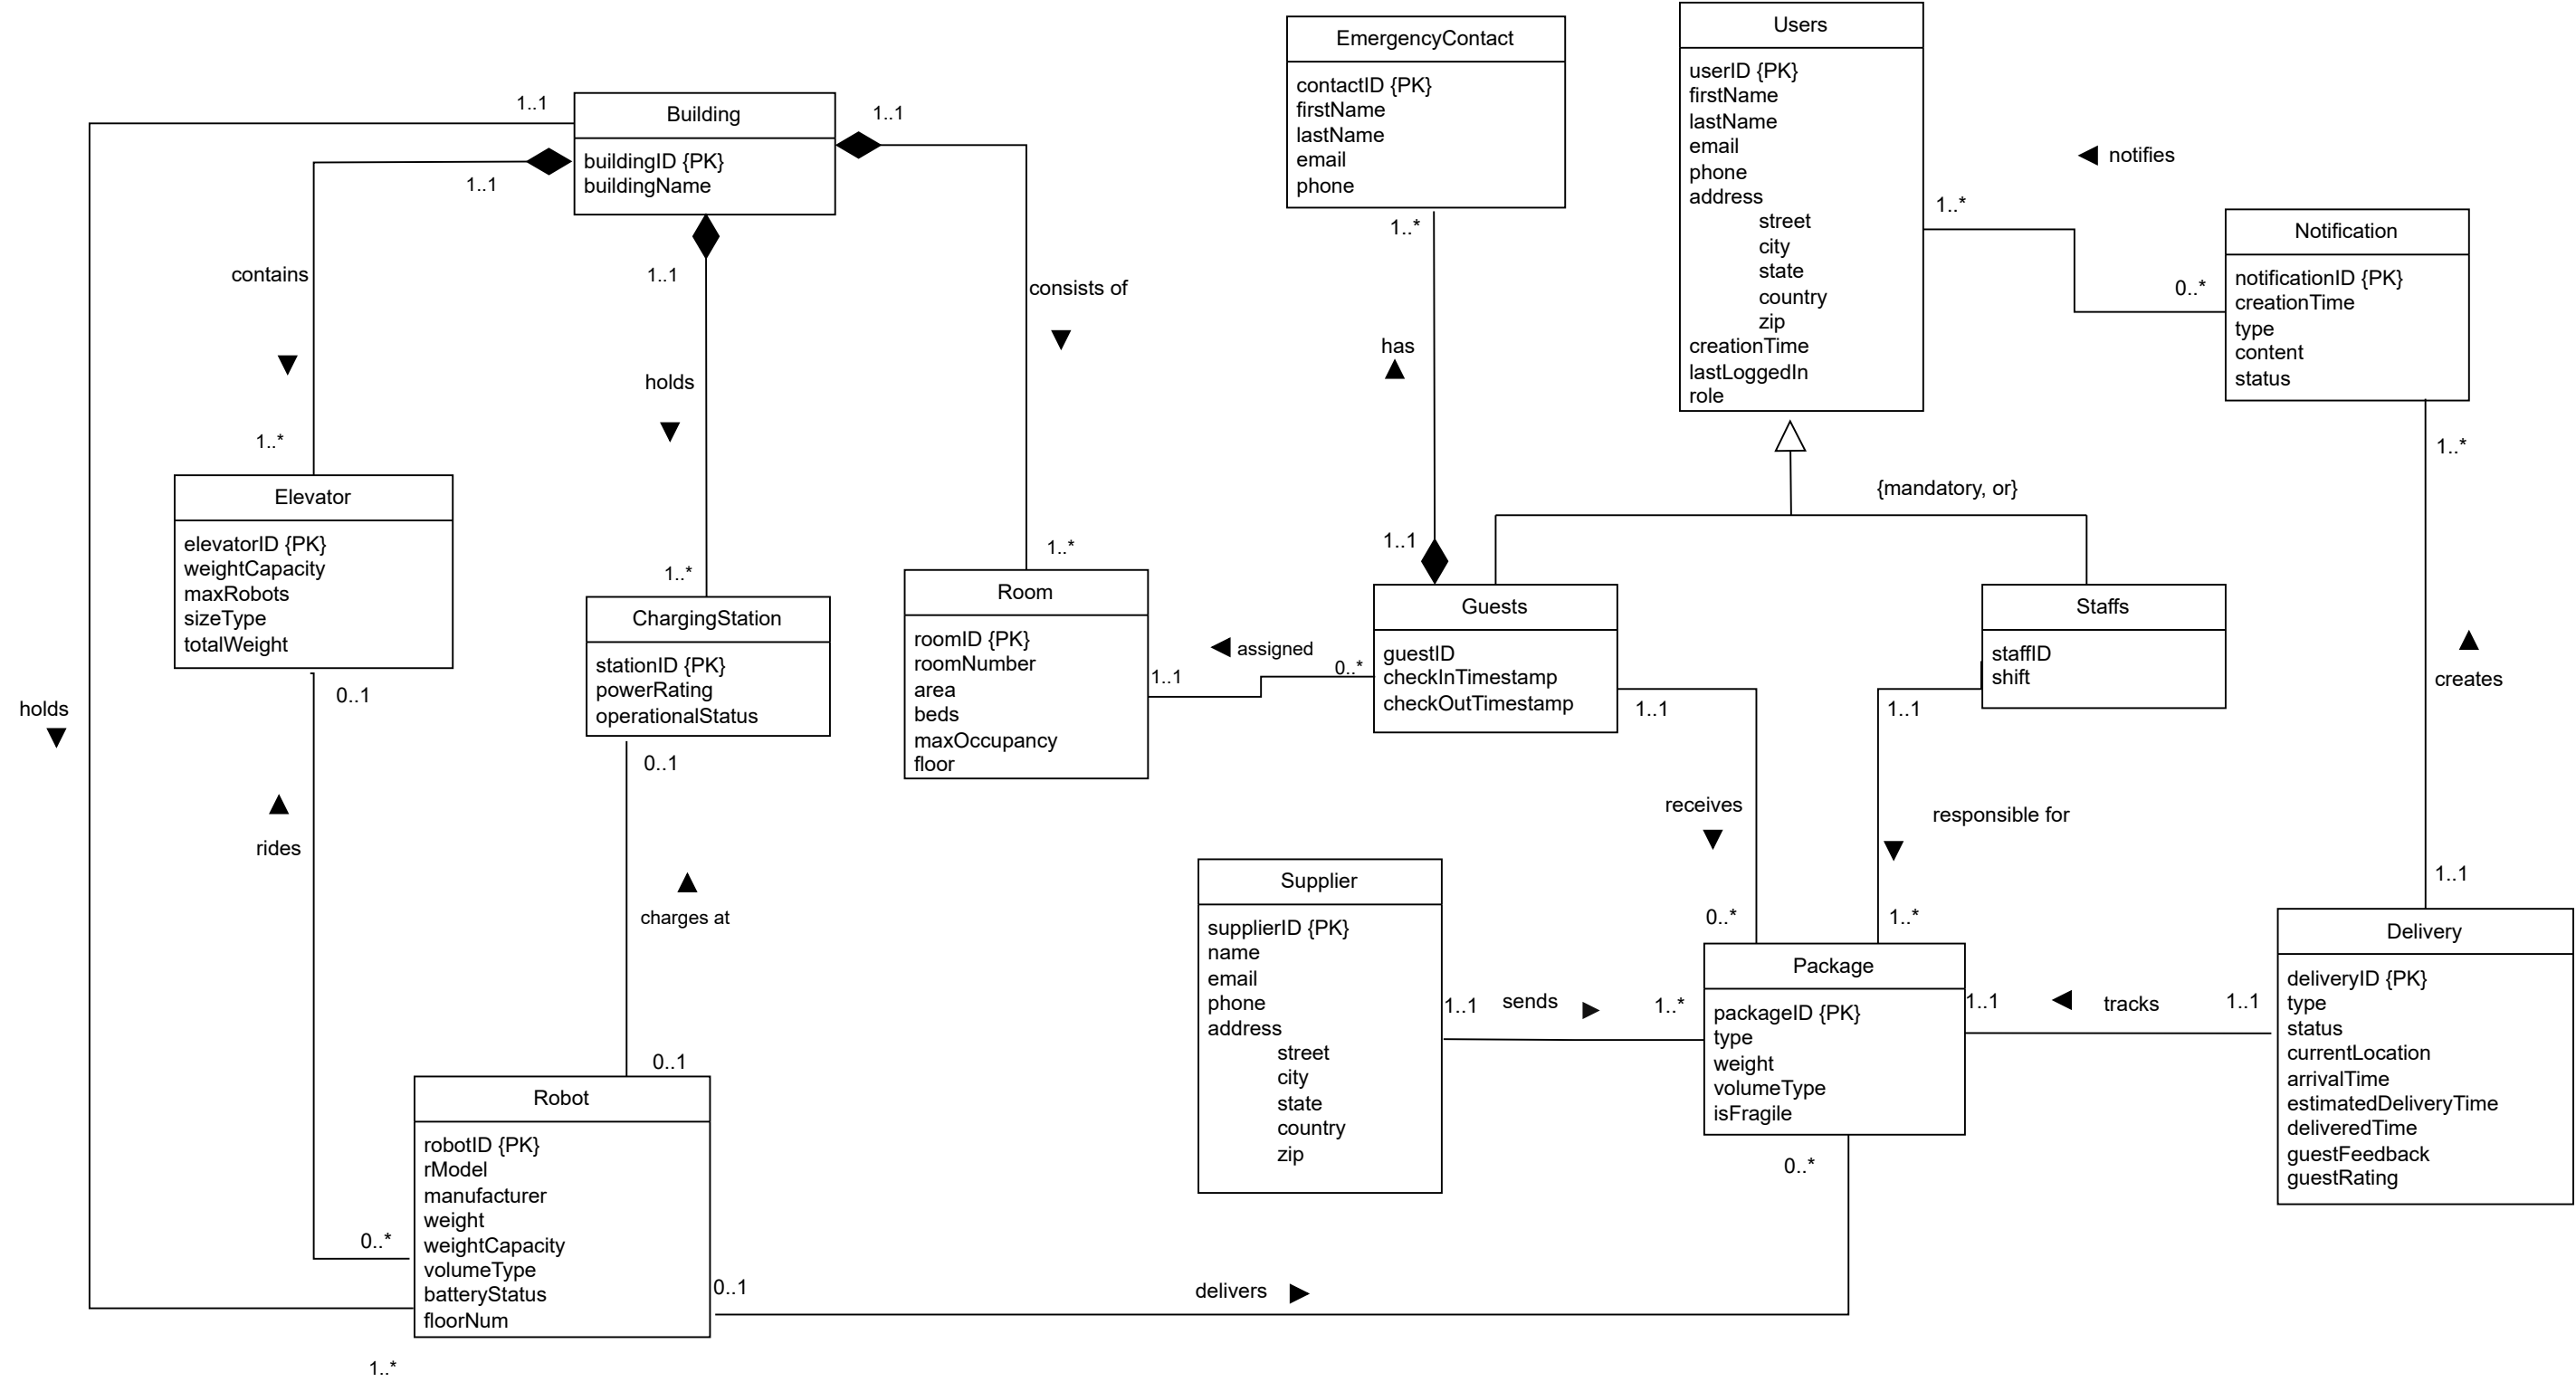 Users
userID {PK}
firstName
lastName
email
phone
address
street
city
state
country
zip
creationTime
lastLoggedIn
role
EmergencyContact
contactID {PK}
firstName
lastName
email
phone
1..*
has
1..1
Building
buildingID {PK}
buildingName
1..1
1..1
1..1
1..1
contains
1..*
holds
1..*
consists of
1..*
notifies
1..*
0..*
Notification
notificationID {PK}
creationTime
type
content
status
1..*
creates
1..1
{mandatory, or}
Elevator
elevatorID {PK}
weightCapacity
maxRobots
sizeType
totalWeight
0..1
rides
0..*
holds
1..*
ChargingStation
stationID {PK}
powerRating
operationalStatus
0..1
charges at
0..1
Room
roomID {PK}
roomNumber
area
beds
maxOccupancy
floor
assigned
1..1
0..*
Guests
guestID
checkInTimestamp
checkOutTimestamp
1..1
receives
0..*
Staffs
staffID
shift
1..1
responsible for
1..*
Supplier
supplierID {PK}
name
email
phone
address
street
city
state
country
zip
1..1 sends 1..*
Package
packageID {PK}
type
weight
volumeType
isFragile
1..1 tracks 1..1
0..*
Delivery
deliveryID {PK}
type
status
currentLocation
arrivalTime
estimatedDeliveryTime
deliveredTime
guestFeedback
guestRating
Robot
robotID {PK}
rModel
manufacturer
weight
weightCapacity
volumeType
batteryStatus
floorNum
0..1
delivers